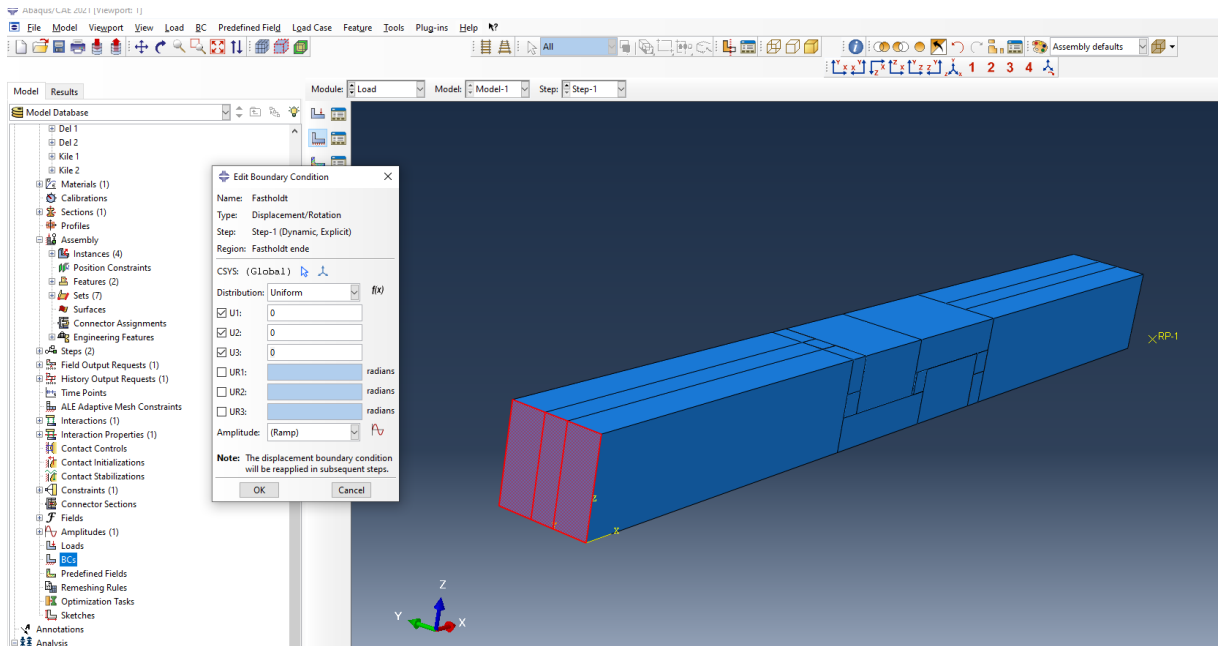 Abaqus/CAE 2021 [Viewport: 1]
File Model Viewport View Load BC Predefined Field Load Case Feature Tools Plug-ins Help
All
Assembly defaults
1 2 3 4
Model Results
Module: Load Model: Model-1 Step: Step-1
Model Database
Del 1
Del 2
Kile 1
Kile 2
Materials (1)
Calibrations
Sections (1)
Profiles
Assembly
Instances (4)
Position Constraints
Features (2)
Sets (7)
Surfaces
Connector Assignments
Engineering Features
Steps (2)
Field Output Requests (1)
History Output Requests (1)
Time Points
ALE Adaptive Mesh Constraints
Interactions (1)
Interaction Properties (1)
Contact Controls
Contact Initializations
Contact Stabilizations
Constraints (1)
Connector Sections
Fields
Amplitudes (1)
Loads
BCs
Predefined Fields
Remeshing Rules
Optimization Tasks
Sketches
Annotations
Analysis
Edit Boundary Condition
Name: Fastholdt
Type: Displacement/Rotation
Step: Step-1 (Dynamic, Explicit)
Region: Fastholdt ende
CSYS: (Global)
Distribution: Uniform f(x)
U1: 0
U2: 0
U3: 0
UR1: radians
UR2: radians
UR3: radians
Amplitude: (Ramp)
Note: The displacement boundary condition
will be reapplied in subsequent steps.
OK Cancel
RP-1
Z
X
Z
Y
X